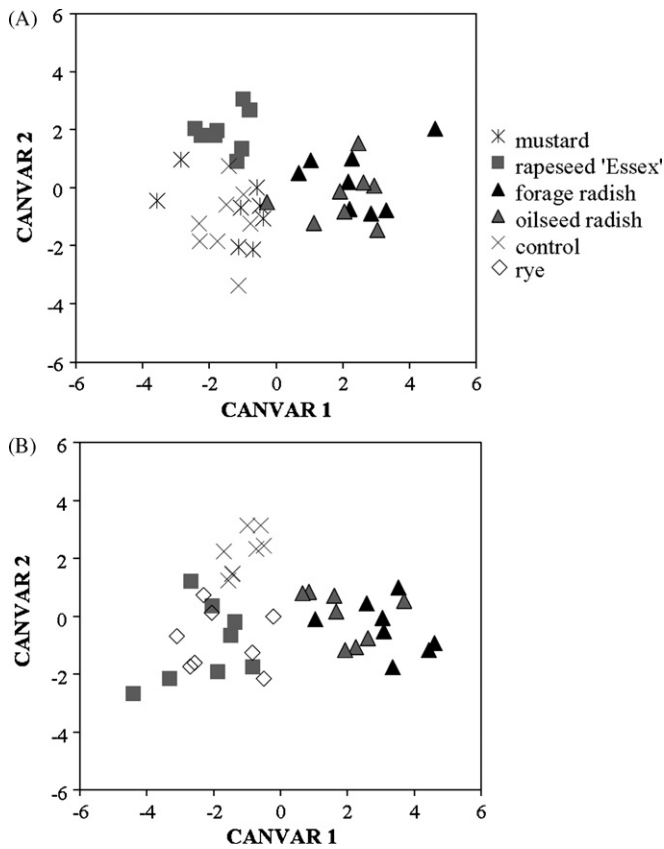 (A)
6
4
2
0
-2
-4
-6
CANVAR 2
-6 -4 -2 0 2 4 6
CANVAR 1
mustard
rapeseed 'Essex'
forage radish
oilseed radish
control
rye
(B)
6
4
2
0
-2
-4
-6
CANVAR 2
-6 -4 -2 0 2 4 6
CANVAR 1